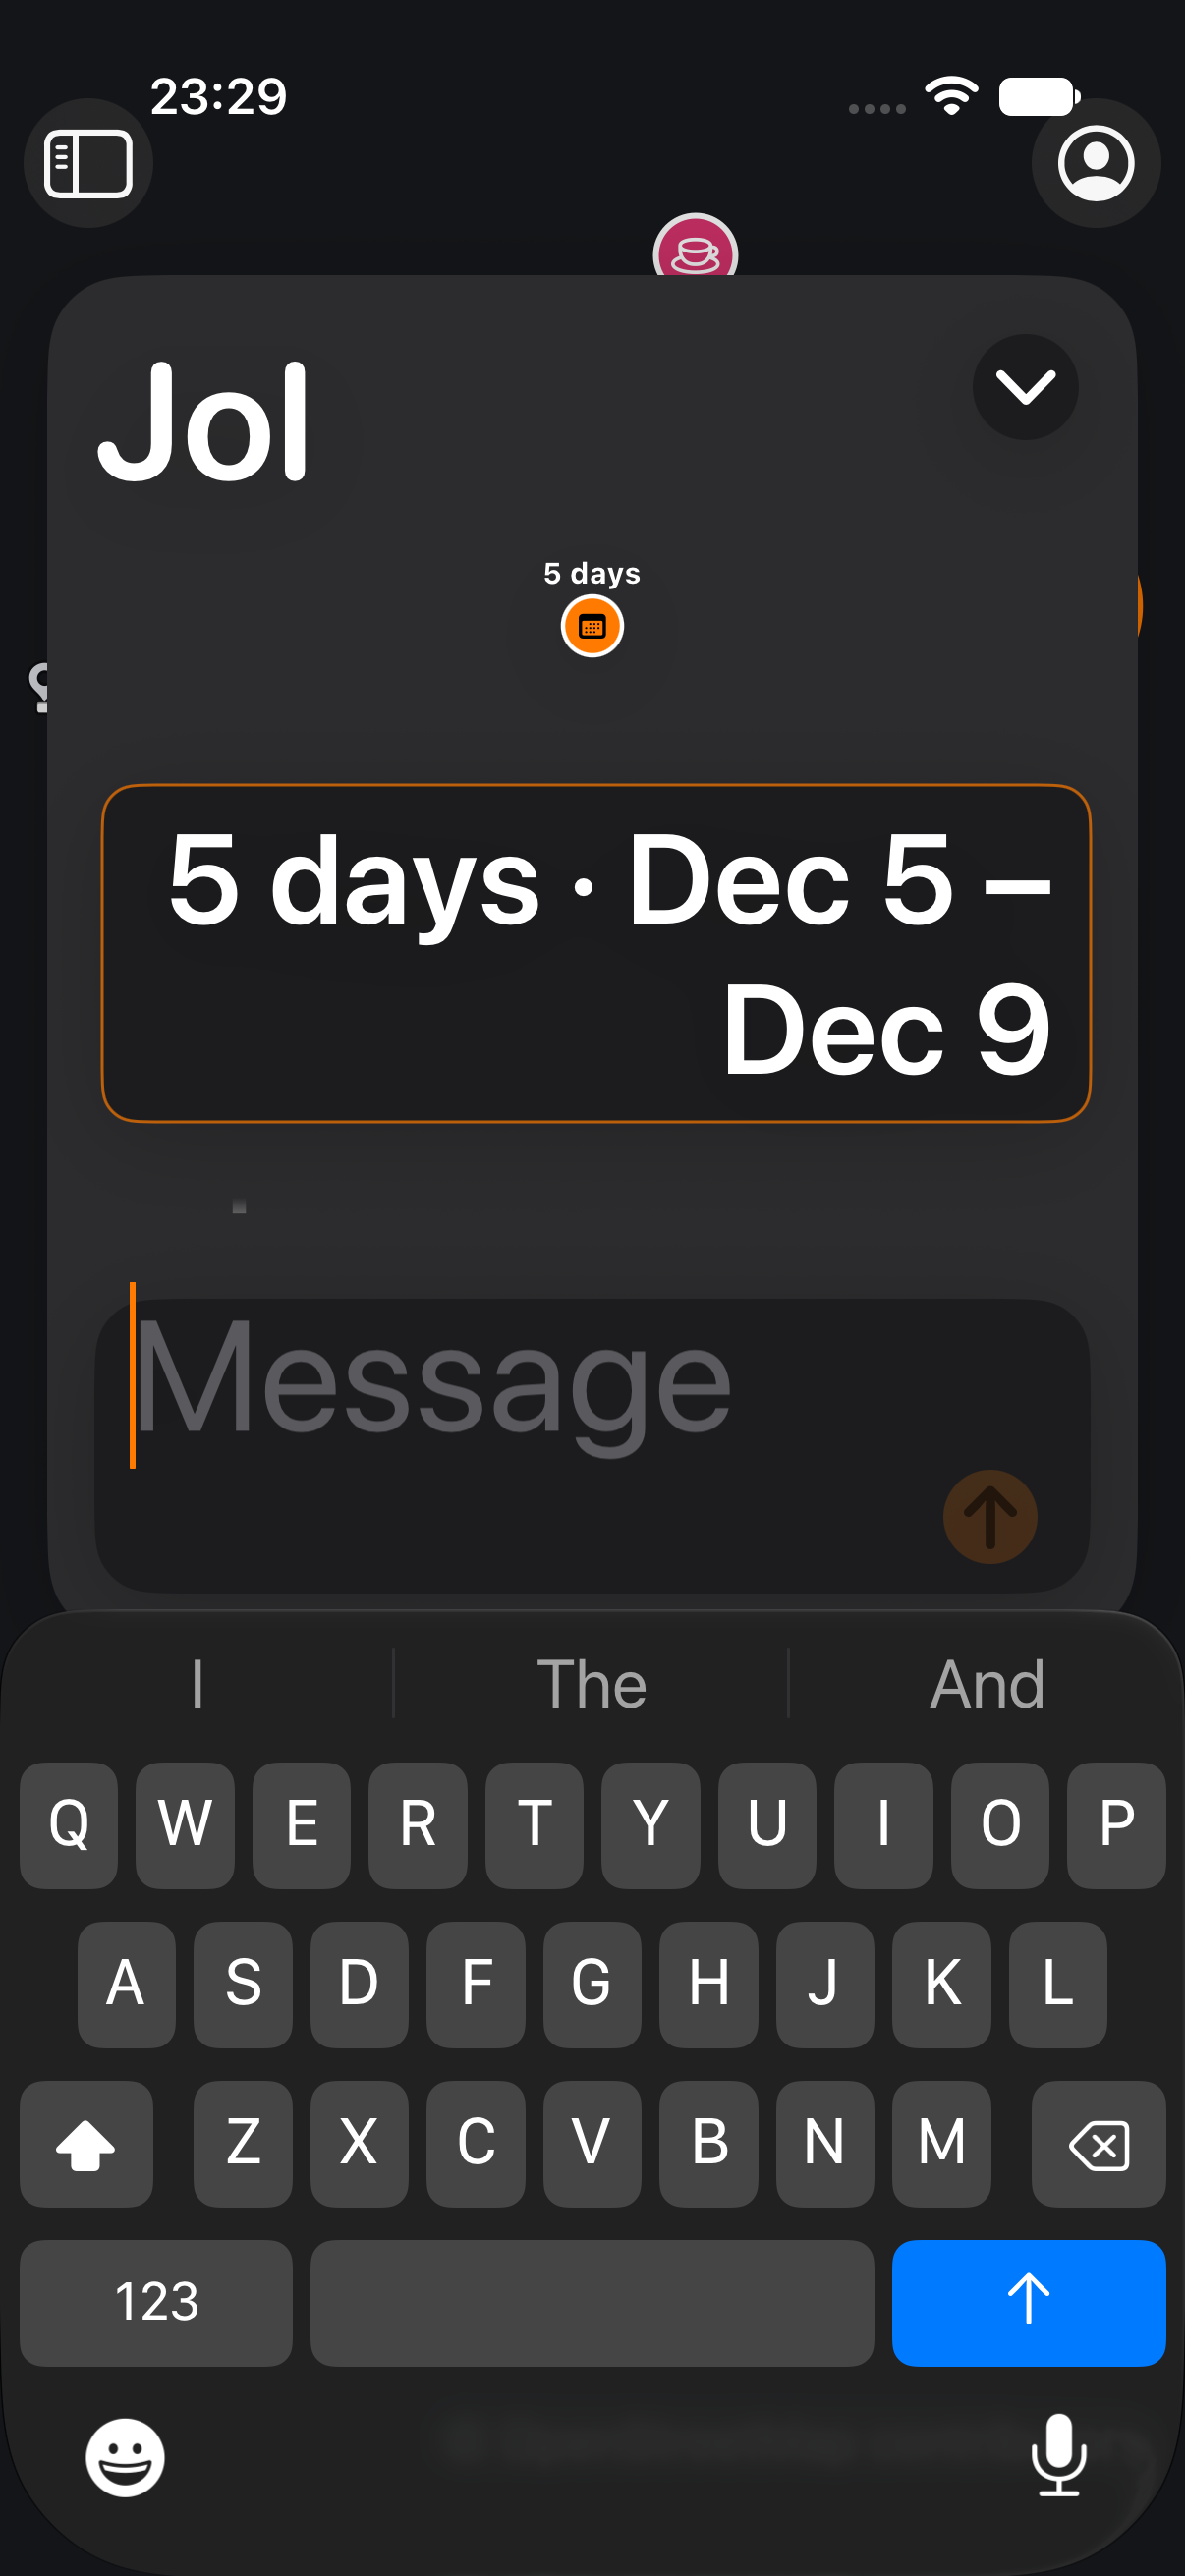 23:29
Jol
5 days
5 days · Dec 5 –
Dec 9
Message
I The And
Q W E R T Y U I O P
A S D F G H J K L
Z X C V B N M
123